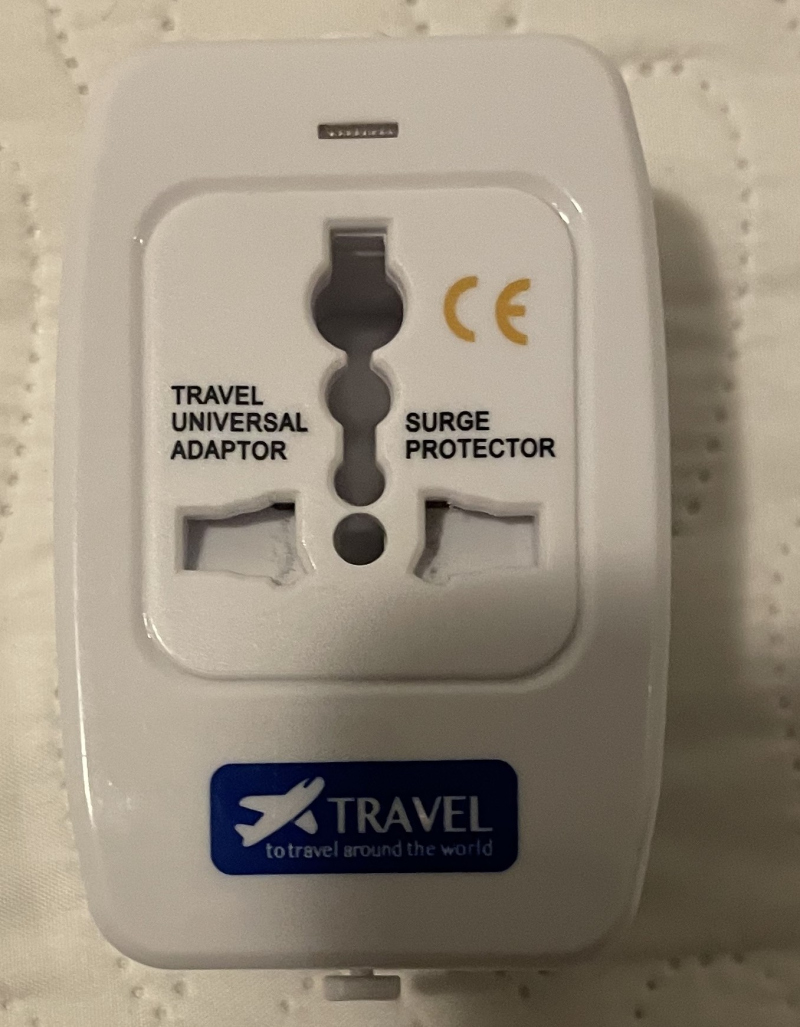 CE
TRAVEL
UNIVERSAL
ADAPTOR
SURGE
PROTECTOR
TRAVEL
to travel around the world